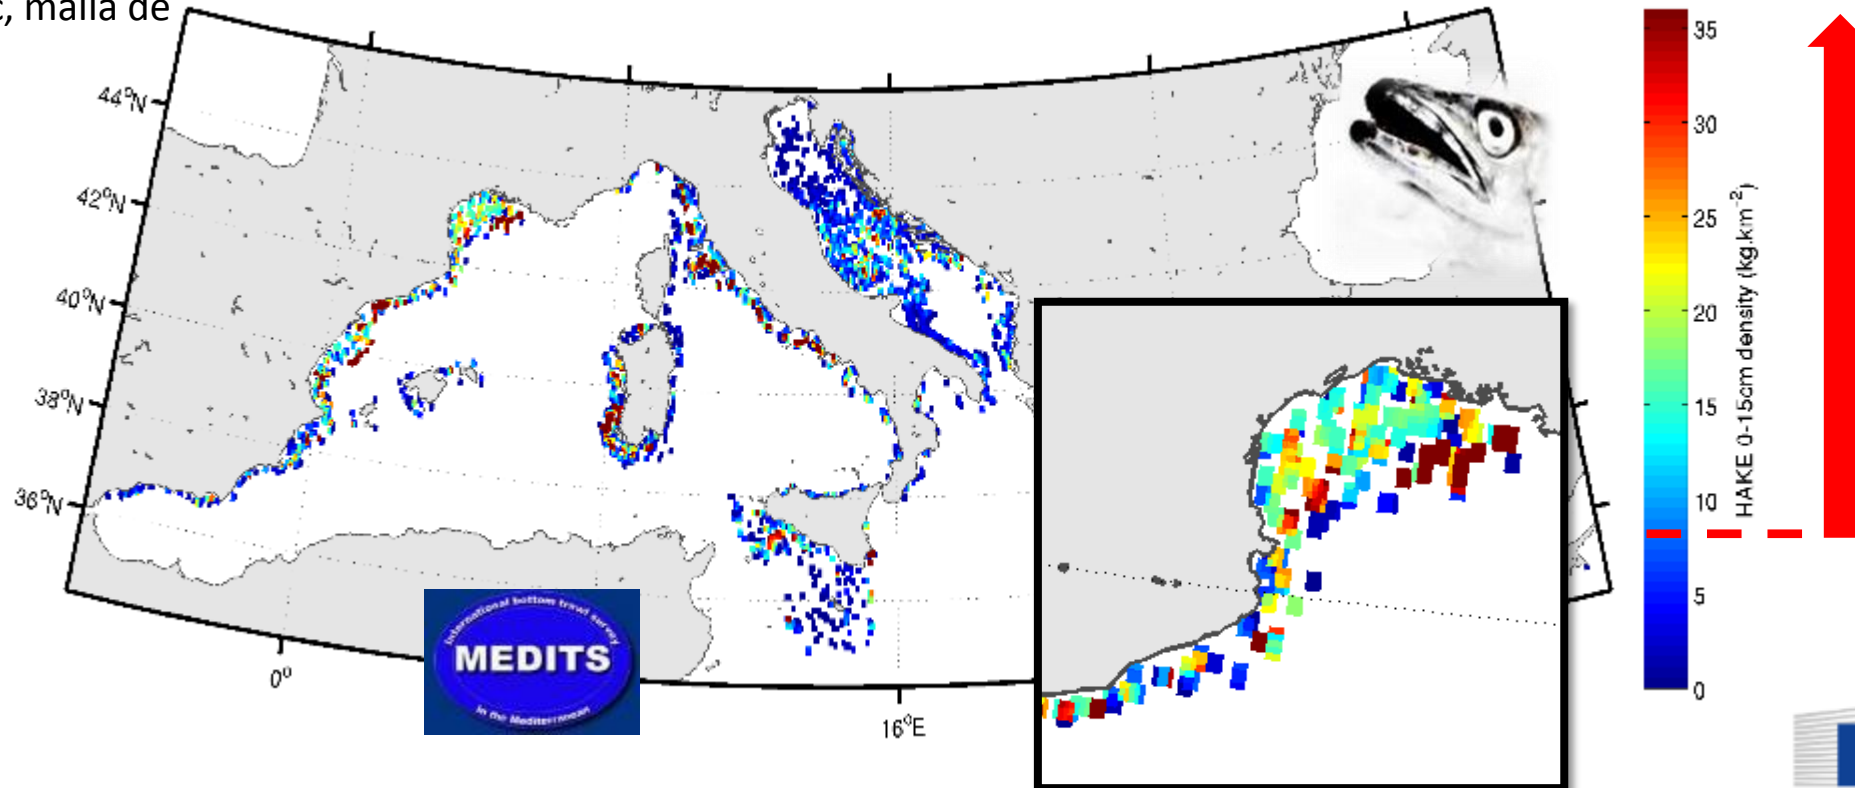 , malla de
44°N
42°N
40°N
38°N
36°N
0°
16°E
International bottom trawl survey
MEDITS
in the Mediterranean
35
30
25
20
15
10
5
0
HAKE 0-15cm density (kg.km⁻²)